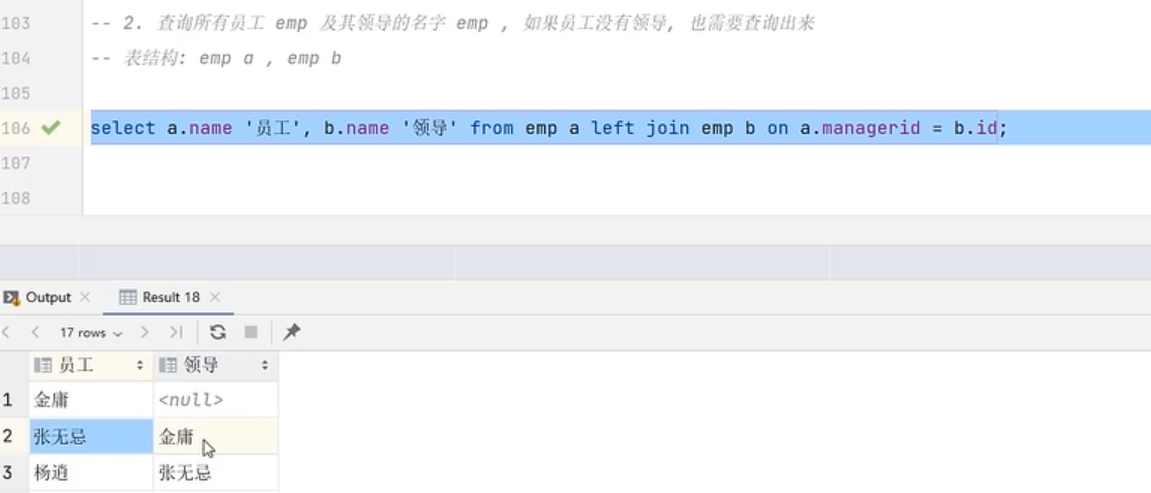 103 -- 2. 查询所有员工 emp 及其领导的名字 emp , 如果员工没有领导, 也需要查询出来
104 -- 表结构: emp a , emp b
105
106 select a.name '员工', b.name '领导' from emp a left join emp b on a.managerid = b.id;
107
108
Output Result 18
17 rows
员工 领导
1 金庸 <null>
2 张无忌 金庸
3 杨逍 张无忌